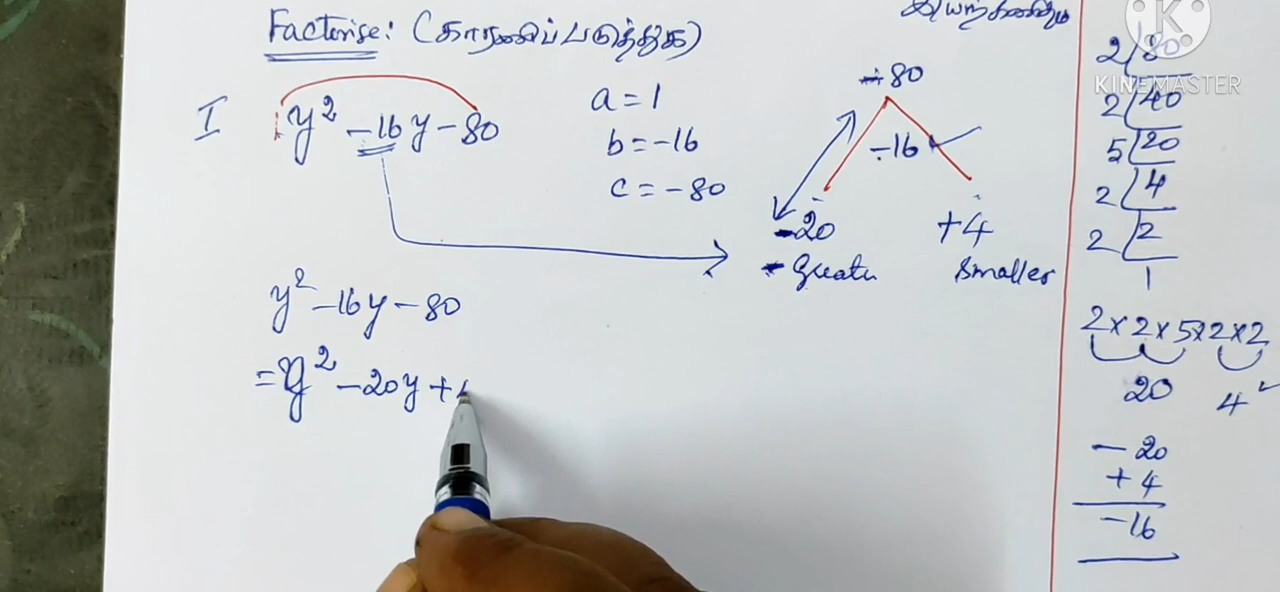 Factorise: (காரணிப்படுத்துக)
I 1y² -16y -80
a = 1
b = -16
c = -80
-80
-16
-20 +4
- Greater Smaller
y² -16y - 80
= y² - 20y + 4
K
KINEMASTER
2 80
2 40
5 20
2 4
2 2
1
2 x 2 x 5 x 2 x 2
20 4
- 20
+ 4
-16